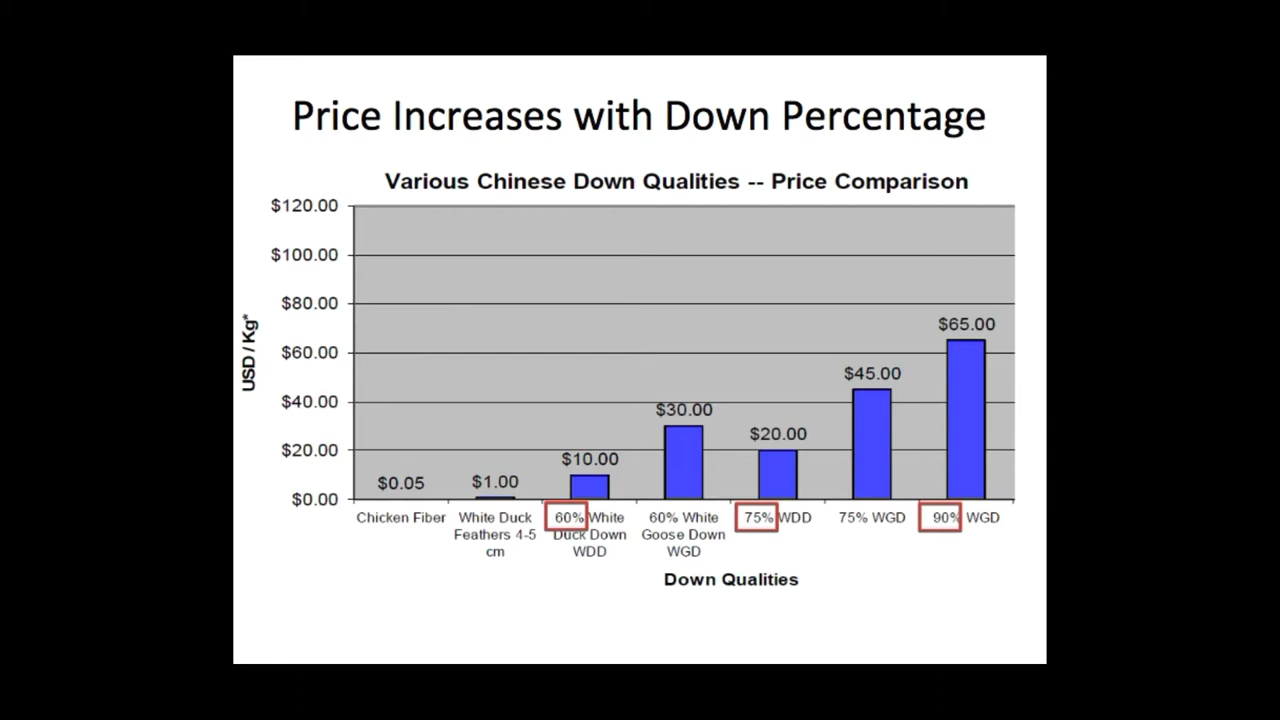 Price Increases with Down Percentage
Various Chinese Down Qualities -- Price Comparison
USD / Kg*
$120.00
$100.00
$80.00
$60.00
$40.00
$20.00
$0.00
$0.05
$1.00
$10.00
$30.00
$20.00
$45.00
$65.00
Chicken Fiber
White Duck
Feathers 4-5
cm
60% White
Duck Down
WDD
60% White
Goose Down
WGD
75% WDD
75% WGD
90% WGD
Down Qualities